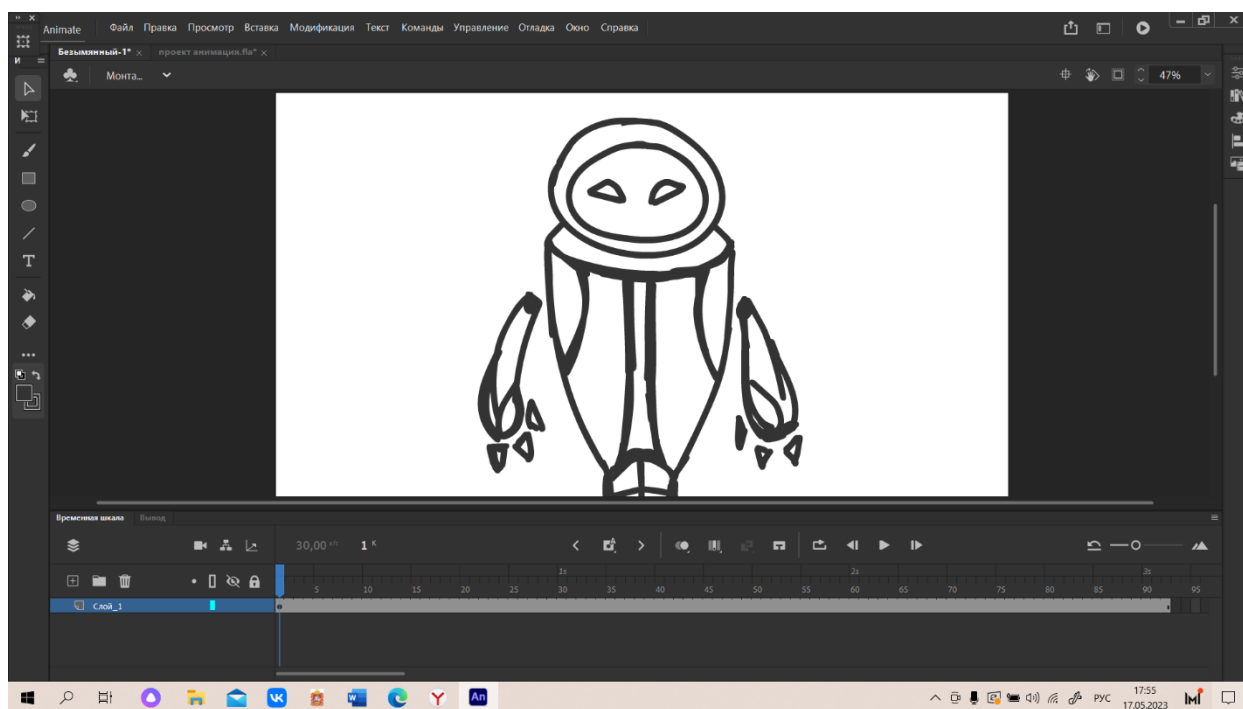 Animate Файл Правка Просмотр Вставка Модификация Текст Команды Управление Отладка Окно Справка
Безымянный-1* × проект анимация.fla* ×
Монта... 47%
T
Временная шкала Вывод
30,00 к/с 1 К
1s 2s 3s
5 10 15 20 25 30 35 40 45 50 55 60 65 70 75 80 85 90 95
Слой_1
An РУС 17:55
17.05.2023